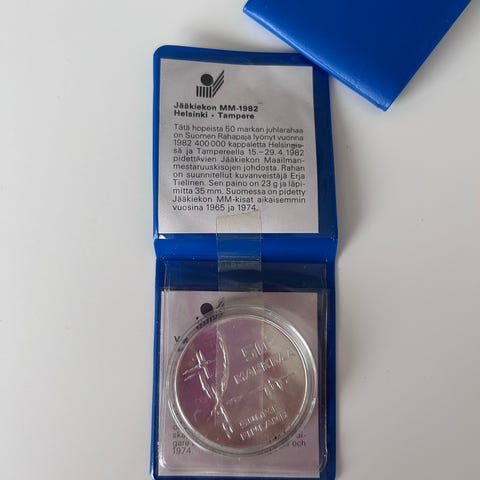 Jääkiekon MM-1982
Helsinki • Tampere
Tätä hopeista 50 markan juhlarahaa
on Suomen Rahapaja lyönyt vuonna
1982 400 000 kappaletta Helsingis-
sä ja Tampereella 15.–29.4.1982
pidettävien Jääkiekon Maailman-
mestaruuskisojen johdosta. Rahan
on suunnitellut kuvanveistäjä Erja
Tielinen. Sen paino on 23 g ja läpi-
mitta 35 mm. Suomessa on pidetty
Jääkiekon MM-kisat aikaisemmin
vuosina 1965 ja 1974.
50
MARKKAA
SUOMI
FINLAND
och
1974.